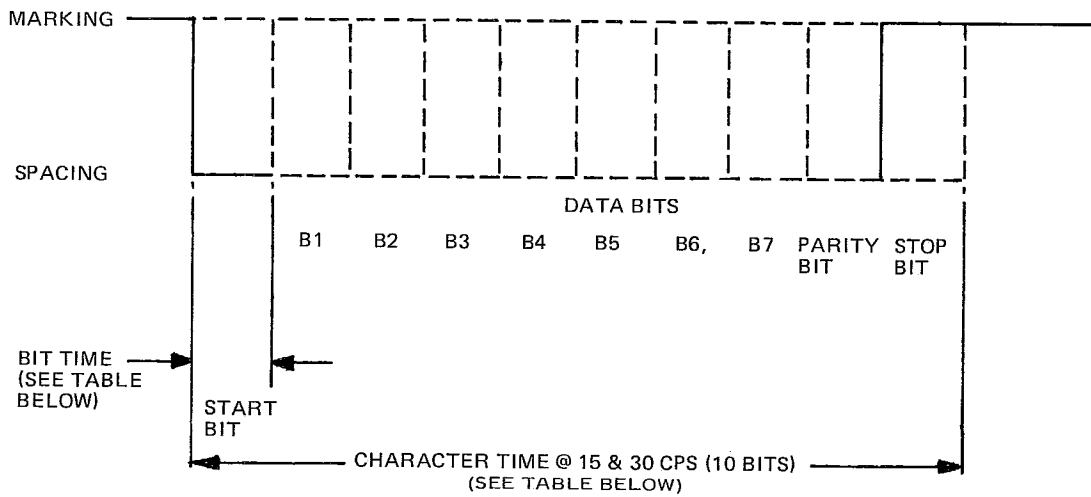 MARKING
SPACING
DATA BITS
B1 B2 B3 B4 B5 B6, B7 PARITY BIT STOP BIT
BIT TIME
(SEE TABLE
BELOW)
START
BIT
CHARACTER TIME @ 15 & 30 CPS (10 BITS)
(SEE TABLE BELOW)